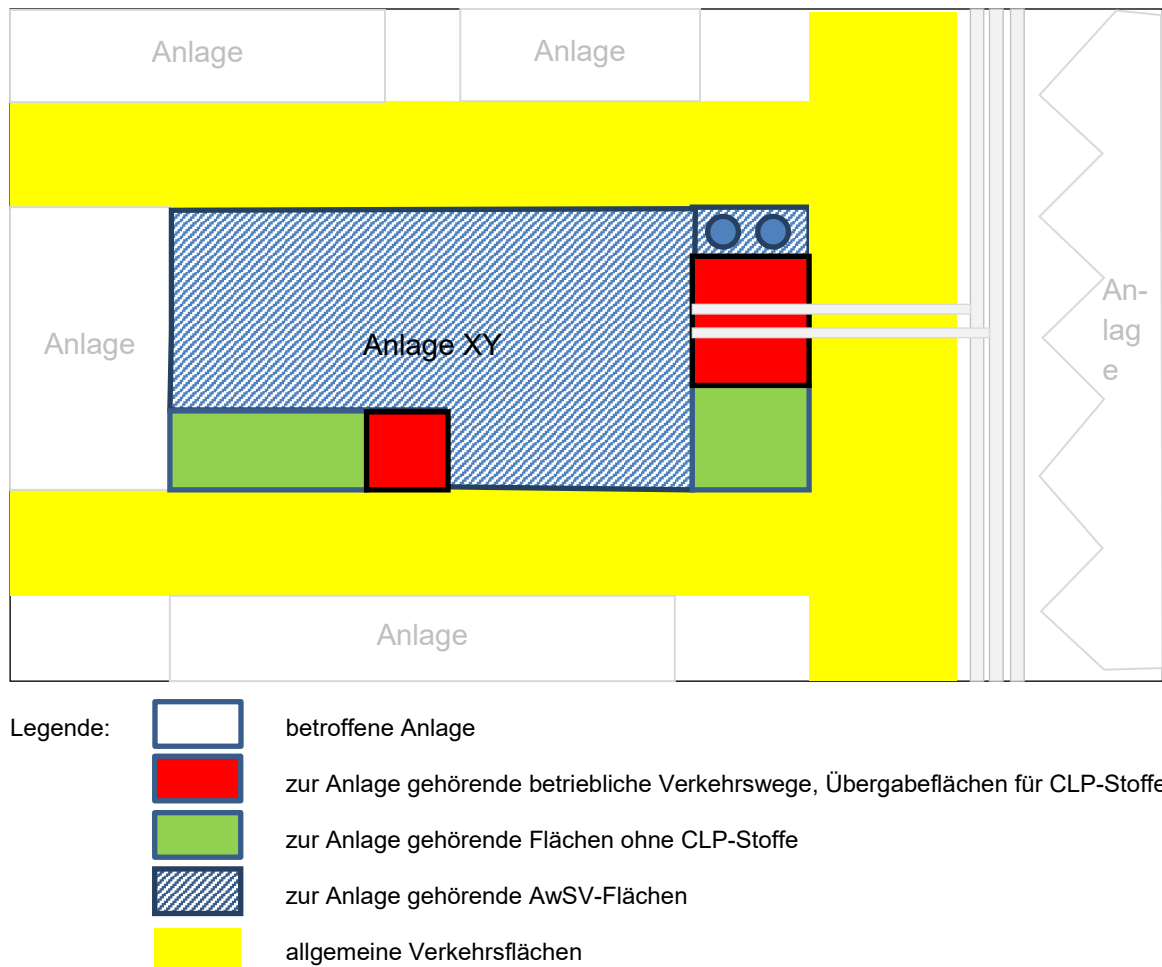 Anlage
Anlage
Anlage
Anlage XY
An-
lag
e
Anlage
Legende:
betroffene Anlage
zur Anlage gehörende betriebliche Verkehrswege, Übergabeflächen für CLP-Stoffe
zur Anlage gehörende Flächen ohne CLP-Stoffe
zur Anlage gehörende AwSV-Flächen
allgemeine Verkehrsflächen